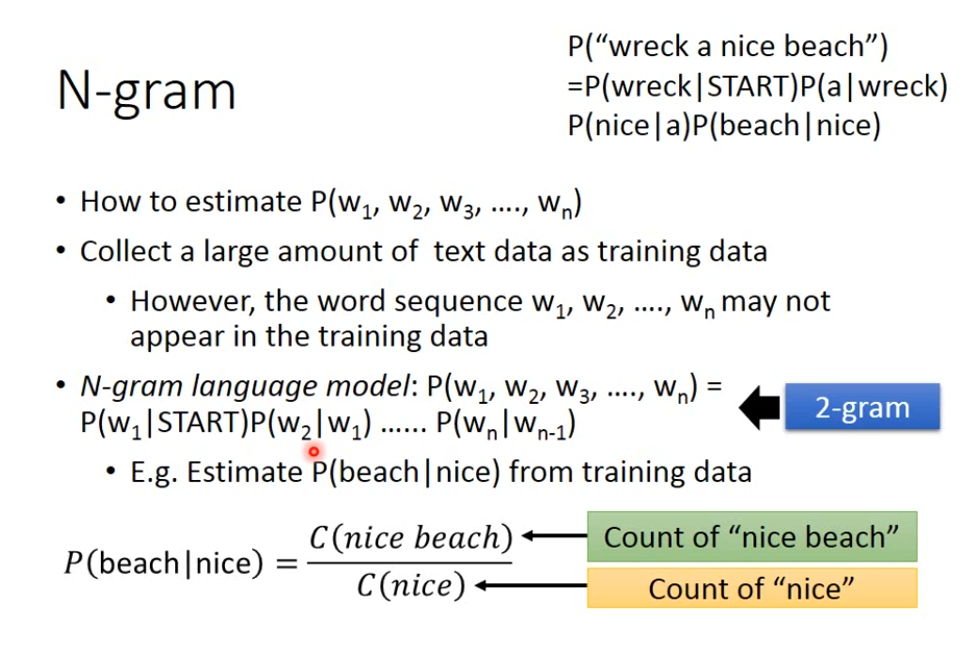 N-gram
P(“wreck a nice beach”)
=P(wreck|START)P(a|wreck)
P(nice|a)P(beach|nice)
• How to estimate P(w₁, w₂, w₃, …., wₙ)
• Collect a large amount of text data as training data
• However, the word sequence w₁, w₂, …., wₙ may not
appear in the training data
• N-gram language model: P(w₁, w₂, w₃, …., wₙ) =
P(w₁|START)P(w₂|w₁) …... P(wₙ|wₙ₋₁)
2-gram
• E.g. Estimate P(beach|nice) from training data
P(beach|nice) = C(nice beach) / C(nice)
Count of “nice beach”
Count of “nice”